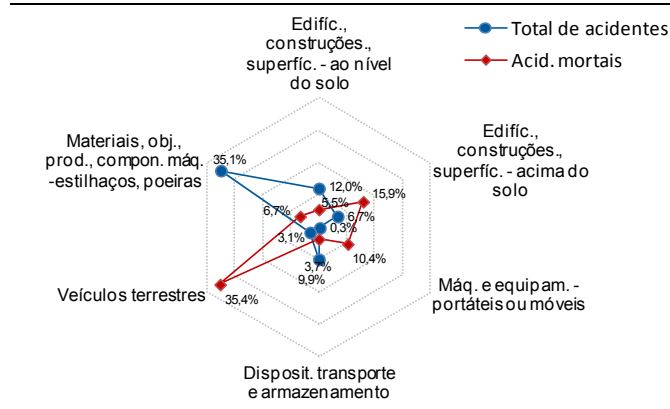 Edifíc.,
construções.,
superfíc. - ao nível
do solo
Total de acidentes
Acid. mortais
Materiais, obj.,
prod., compon. máq.
-estilhaços, poeiras
Edifíc.,
construções.,
superfíc. - acima do
solo
35,1%
12,0%
15,9%
5,5%
6,7%
6,7%
0,3%
3,1%
10,4%
3,7%
9,9%
35,4%
Veículos terrestres
Máq. e equipam. -
portáteis ou móveis
Disposit. transporte
e armazenamento